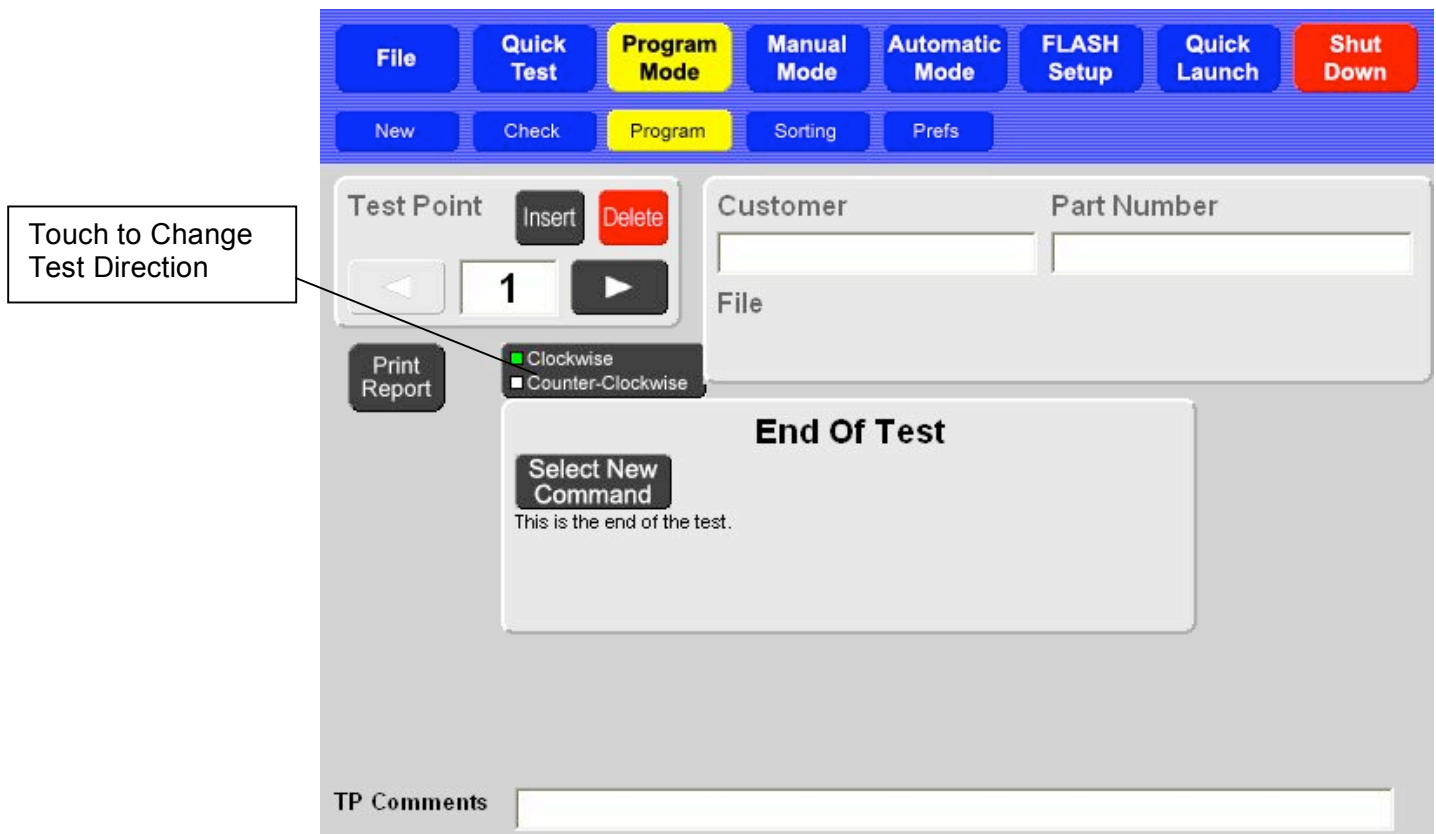 File
Quick
Test
Program
Mode
Manual
Mode
Automatic
Mode
FLASH
Setup
Quick
Launch
Shut
Down
New
Check
Program
Sorting
Prefs
Touch to Change
Test Direction
Test Point
Insert
Delete
1
Customer
Part Number
File
Print
Report
Clockwise
Counter-Clockwise
End Of Test
Select New
Command
This is the end of the test.
TP Comments